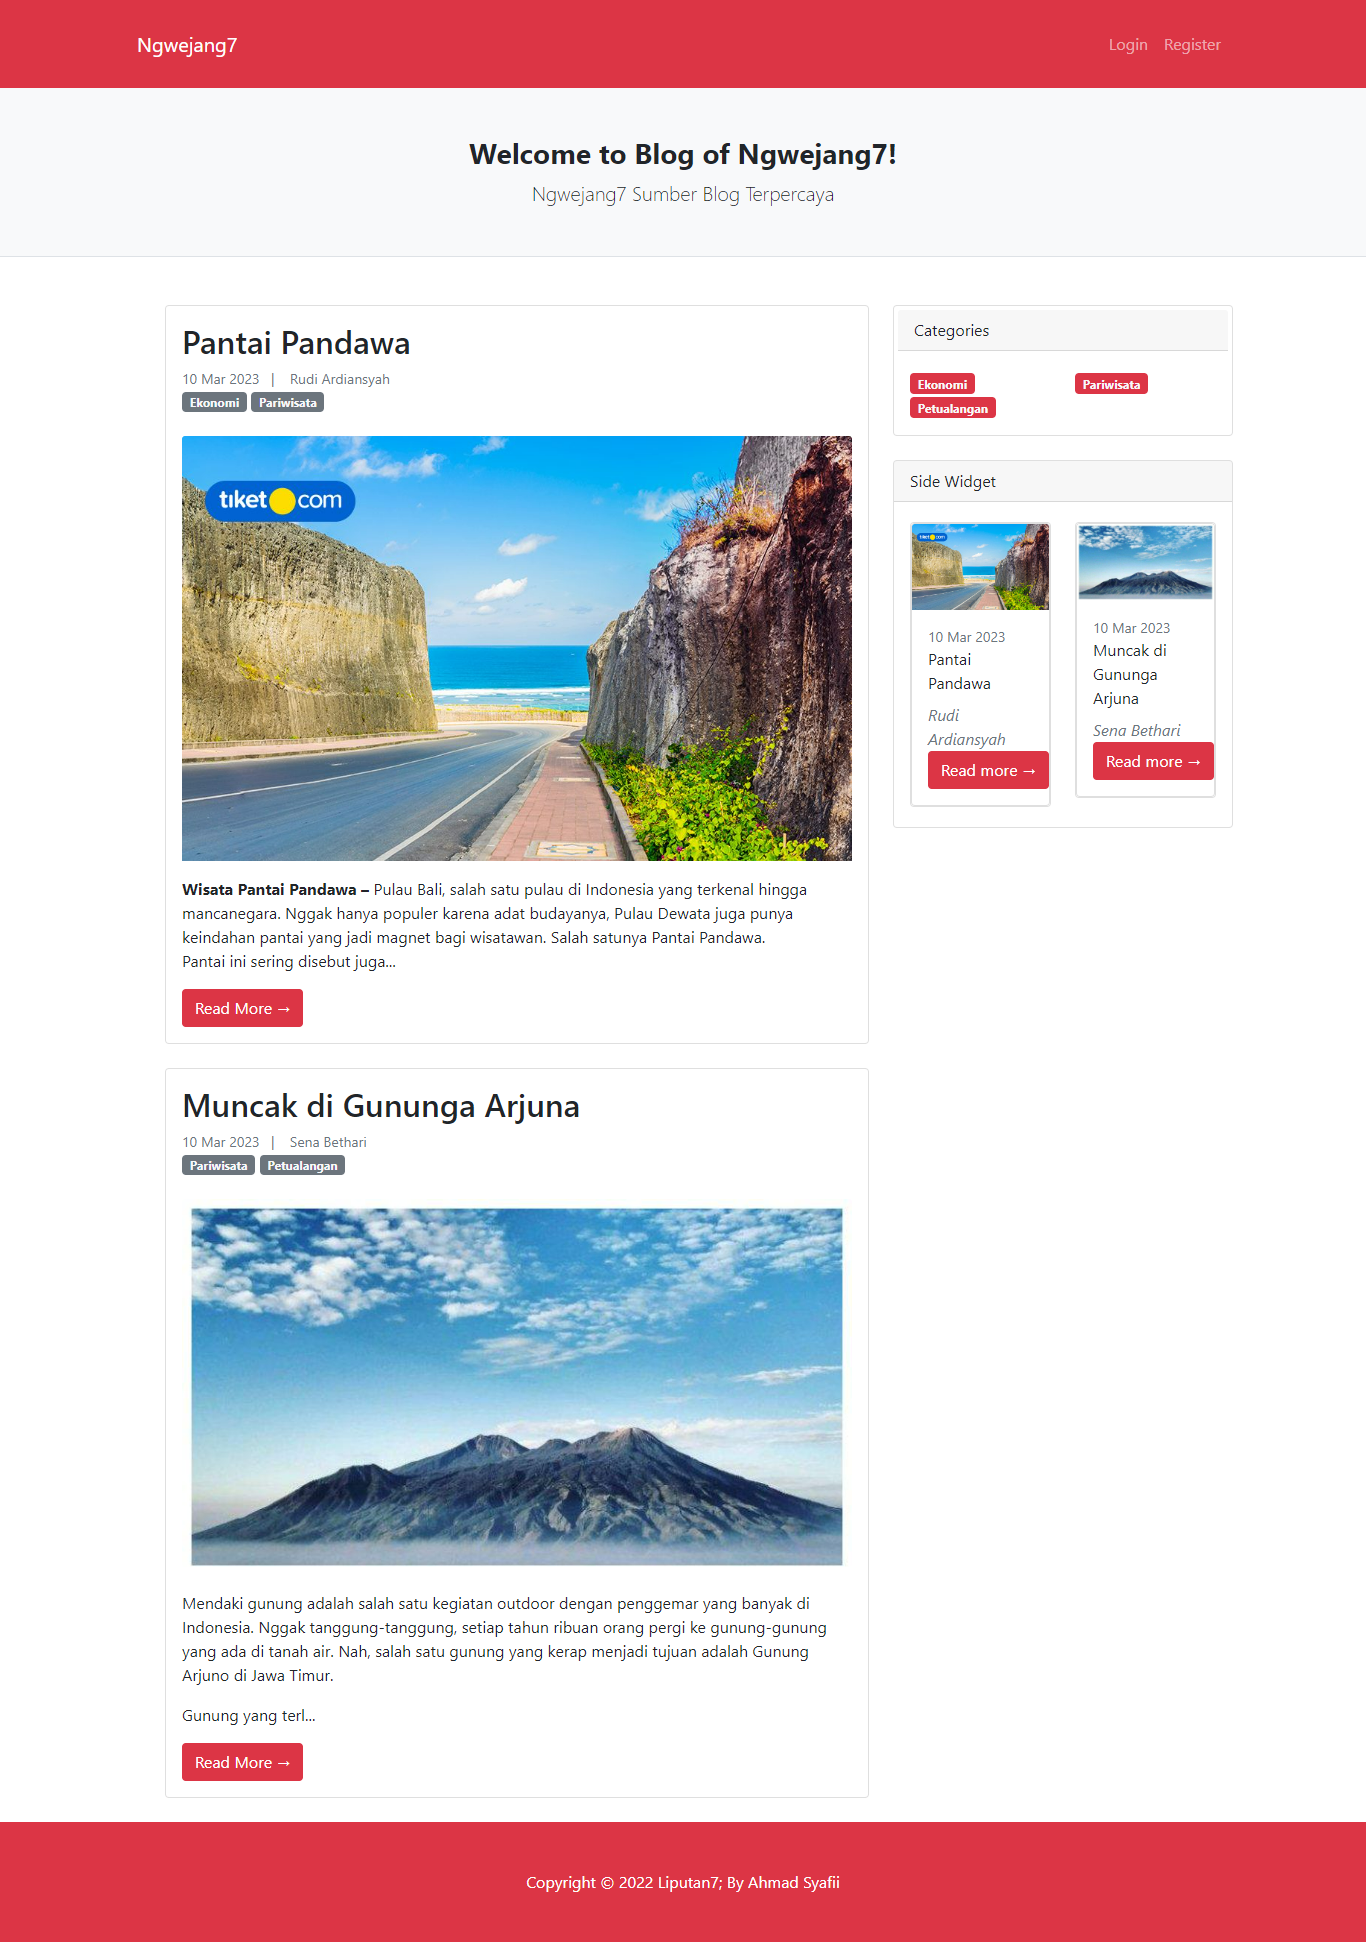 Ngwejang7
Login Register
Welcome to Blog of Ngwejang7!
Ngwejang7 Sumber Blog Terpercaya
Pantai Pandawa
10 Mar 2023 | Rudi Ardiansyah
Ekonomi Pariwisata
tiket com
Wisata Pantai Pandawa – Pulau Bali, salah satu pulau di Indonesia yang terkenal hingga
mancanegara. Nggak hanya populer karena adat budayanya, Pulau Dewata juga punya
keindahan pantai yang jadi magnet bagi wisatawan. Salah satunya Pantai Pandawa.
Pantai ini sering disebut juga...
Read More →
Muncak di Gununga Arjuna
10 Mar 2023 | Sena Bethari
Pariwisata Petualangan
Mendaki gunung adalah salah satu kegiatan outdoor dengan penggemar yang banyak di
Indonesia. Nggak tanggung-tanggung, setiap tahun ribuan orang pergi ke gunung-gunung
yang ada di tanah air. Nah, salah satu gunung yang kerap menjadi tujuan adalah Gunung
Arjuno di Jawa Timur.
Gunung yang terl...
Read More →
Categories
Ekonomi Pariwisata
Petualangan
Side Widget
tiket com
10 Mar 2023
Pantai
Pandawa
Rudi
Ardiansyah
Read more →
10 Mar 2023
Muncak di
Gununga
Arjuna
Sena Bethari
Read more →
Copyright © 2022 Liputan7; By Ahmad Syafii